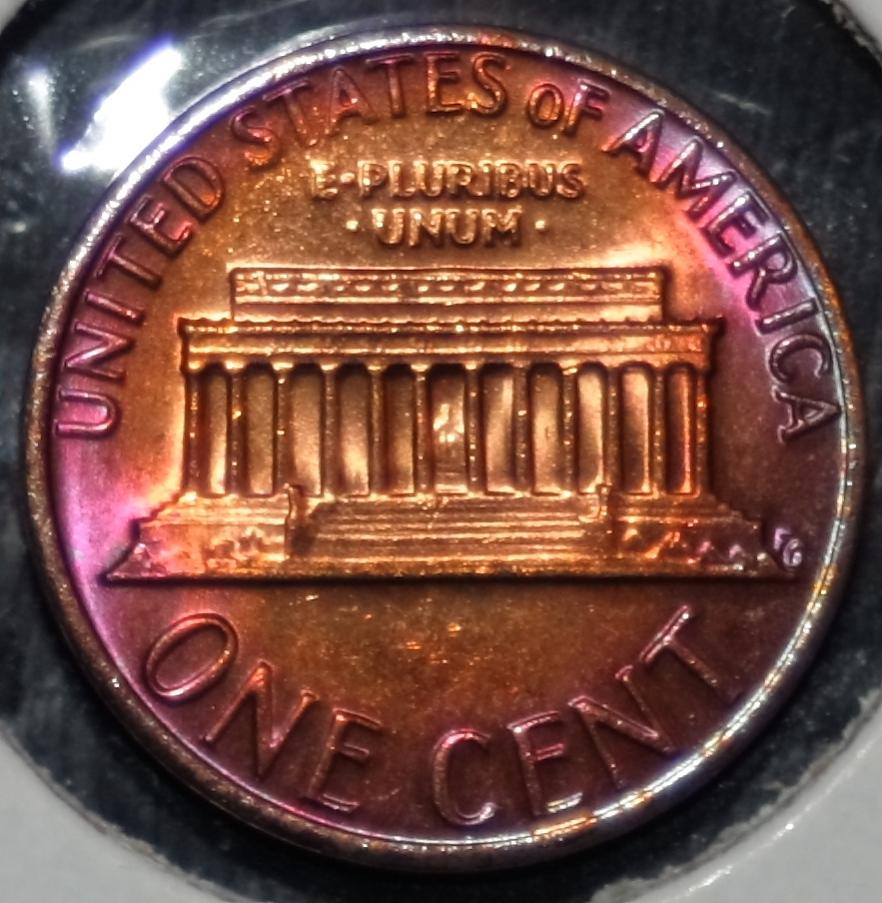 UNITED STATES OF AMERICA
E·PLURIBUS
·UNUM·
FG
ONE CENT